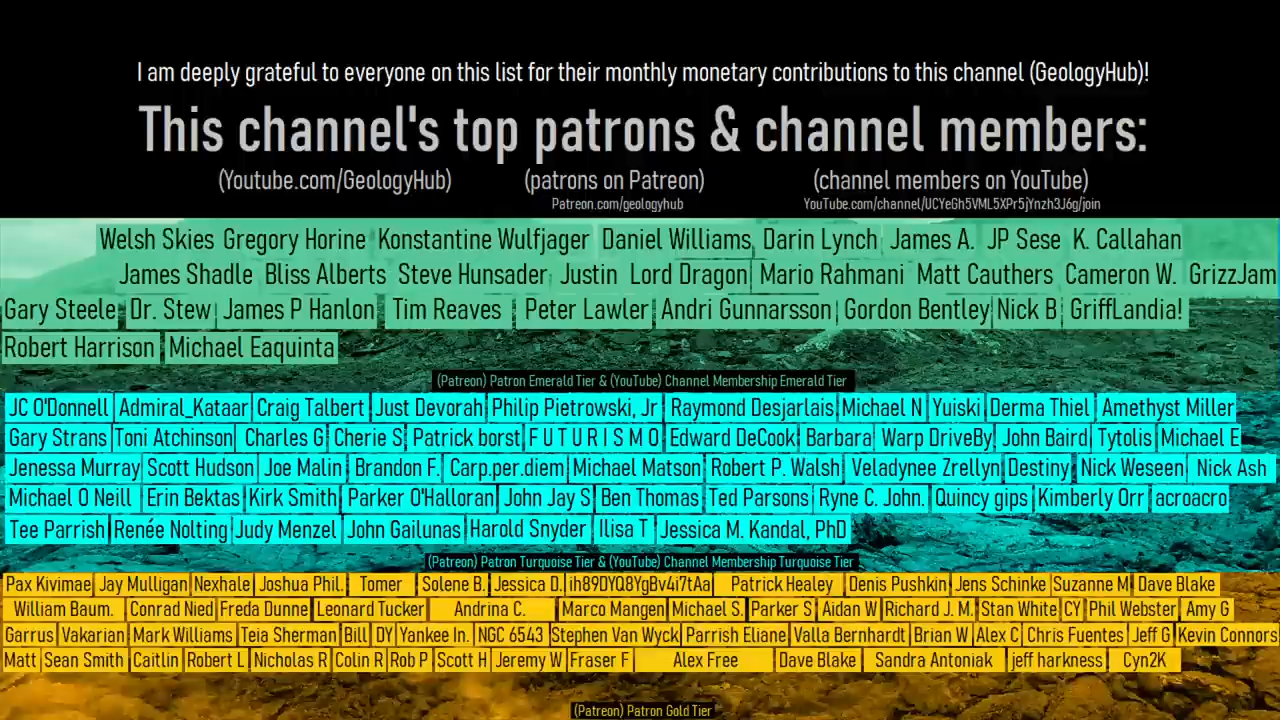 I am deeply grateful to everyone on this list for their monthly monetary contributions to this channel (GeologyHub)!
This channel's top patrons & channel members:
(Youtube.com/GeologyHub) (patrons on Patreon) (channel members on YouTube)
Patreon.com/geologyhub YouTube.com/channel/UCYeGh5VML5XPr5jYnzh3J6g/join
Welsh Skies Gregory Horine Konstantine Wulfjager Daniel Williams Darin Lynch James A. JP Sese K. Callahan
James Shadle Bliss Alberts Steve Hunsader Justin Lord Dragon Mario Rahmani Matt Cauthers Cameron W. GrizzJam
Gary Steele Dr. Stew James P Hanlon Tim Reaves Peter Lawler Andri Gunnarsson Gordon Bentley Nick B GriffLandia!
Robert Harrison Michael Eaquinta
(Patreon) Patron Emerald Tier & (YouTube) Channel Membership Emerald Tier
JC O'Donnell Admiral_Kataar Craig Talbert Just Devorah Philip Pietrowski, Jr Raymond Desjarlais Michael N Yuiski Derma Thiel Amethyst Miller
Gary Strans Toni Atchinson Charles G Cherie S Patrick borst F U T U R I S M O Edward DeCook Barbara Warp DriveBy John Baird Tytolis Michael E
Jenessa Murray Scott Hudson Joe Malin Brandon F. Carp.per.diem Michael Matson Robert P. Walsh Veladynee Zrellyn Destiny Nick Weseen Nick Ash
Michael O Neill Erin Bektas Kirk Smith Parker O'Halloran John Jay S Ben Thomas Ted Parsons Ryne C. John. Quincy gips Kimberly Orr acroacro
Tee Parrish Renée Nolting Judy Menzel John Gailunas Harold Snyder Ilisa T Jessica M. Kandal, PhD
(Patreon) Patron Turquoise Tier & (YouTube) Channel Membership Turquoise Tier
Pax Kivimae Jay Mulligan Nexhale Joshua Phil. Tomer Solene B. Jessica D. ih89DYQ8YgBv4i7tAa Patrick Healey Denis Pushkin Jens Schinke Suzanne M Dave Blake
William Baum. Conrad Nied Freda Dunne Leonard Tucker Andrina C. Marco Mangen Michael S. Parker S Aidan W Richard J. M. Stan White CY Phil Webster Amy G
Garrus Vakarian Mark Williams Teia Sherman Bill DY Yankee In. NGC 6543 Stephen Van Wyck Parrish Eliane Valla Bernhardt Brian W Alex C Chris Fuentes Jeff G Kevin Connors
Matt Sean Smith Caitlin Robert L Nicholas R Colin R Rob P Scott H Jeremy W Fraser F Alex Free Dave Blake Sandra Antoniak jeff harkness Cyn2K
(Patreon) Patron Gold Tier